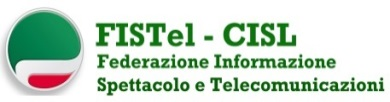 FISTel - CISL
Federazione Informazione
Spettacolo e Telecomunicazioni